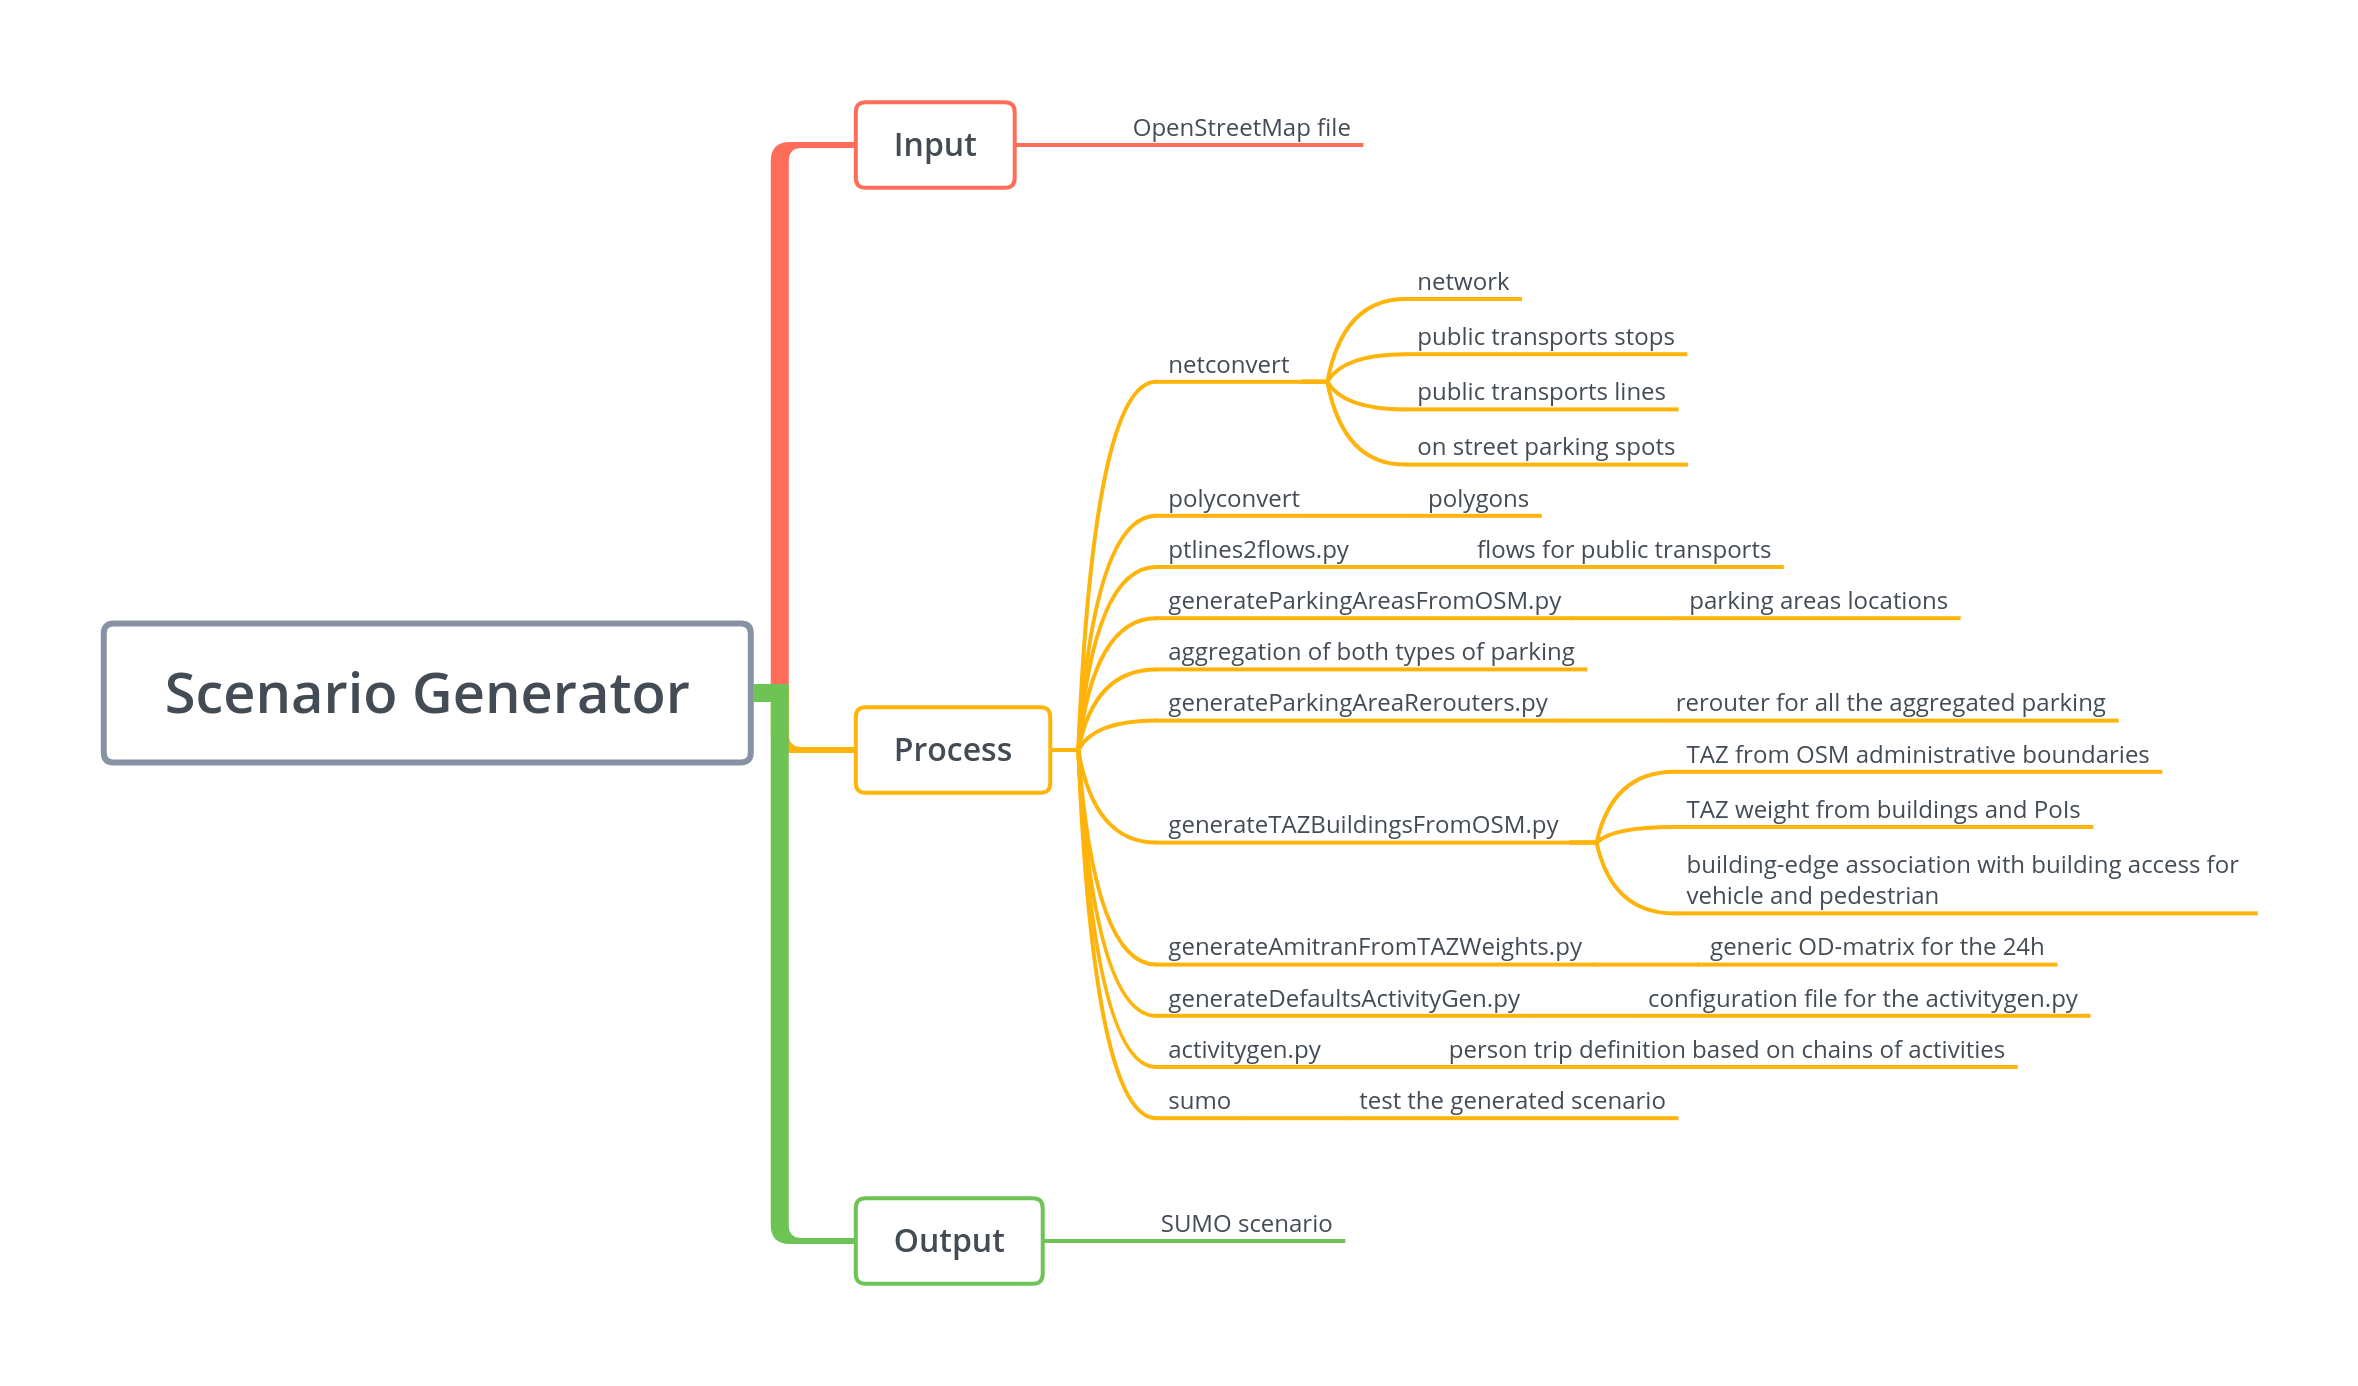 Scenario Generator
Input
OpenStreetMap file
Process
netconvert
network
public transports stops
public transports lines
on street parking spots
polyconvert
polygons
ptlines2flows.py
flows for public transports
generateParkingAreasFromOSM.py
parking areas locations
aggregation of both types of parking
generateParkingAreaRerouters.py
rerouter for all the aggregated parking
generateTAZBuildingsFromOSM.py
TAZ from OSM administrative boundaries
TAZ weight from buildings and PoIs
building-edge association with building access for
vehicle and pedestrian
generateAmitranFromTAZWeights.py
generic OD-matrix for the 24h
generateDefaultsActivityGen.py
configuration file for the activitygen.py
activitygen.py
person trip definition based on chains of activities
sumo
test the generated scenario
Output
SUMO scenario